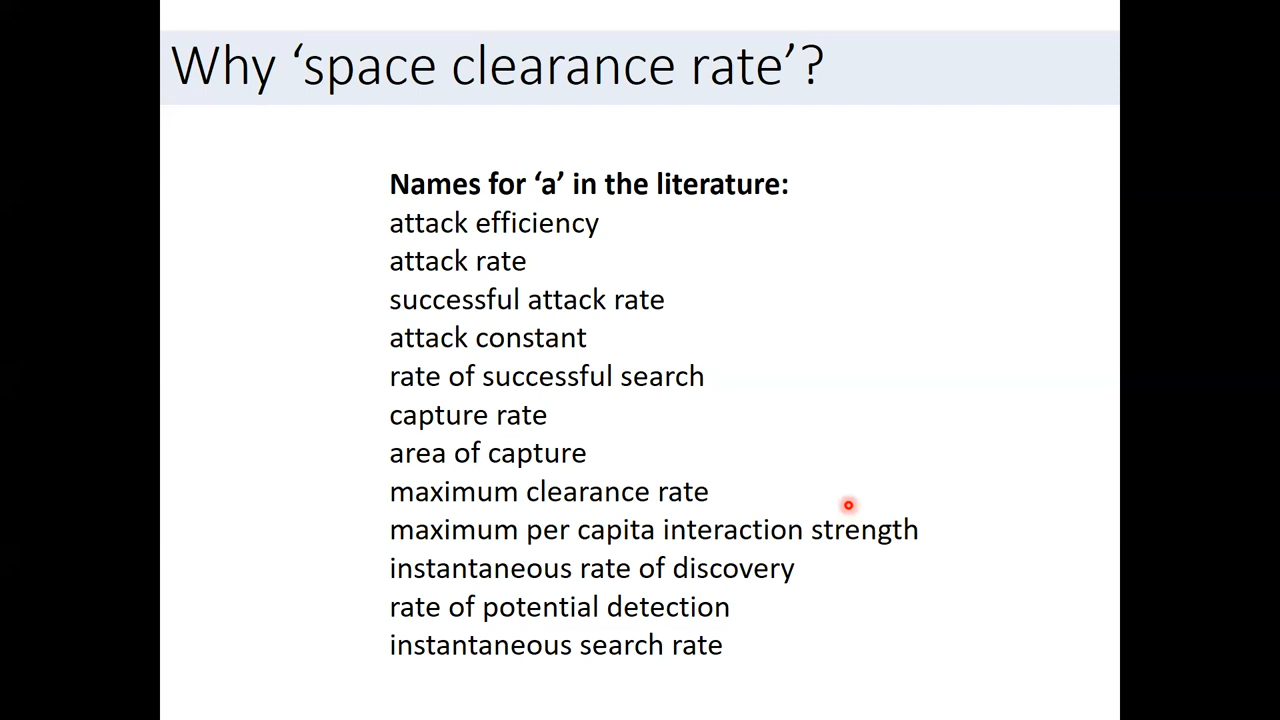 Why ‘space clearance rate’?
Names for ‘a’ in the literature:
attack efficiency
attack rate
successful attack rate
attack constant
rate of successful search
capture rate
area of capture
maximum clearance rate
maximum per capita interaction strength
instantaneous rate of discovery
rate of potential detection
instantaneous search rate